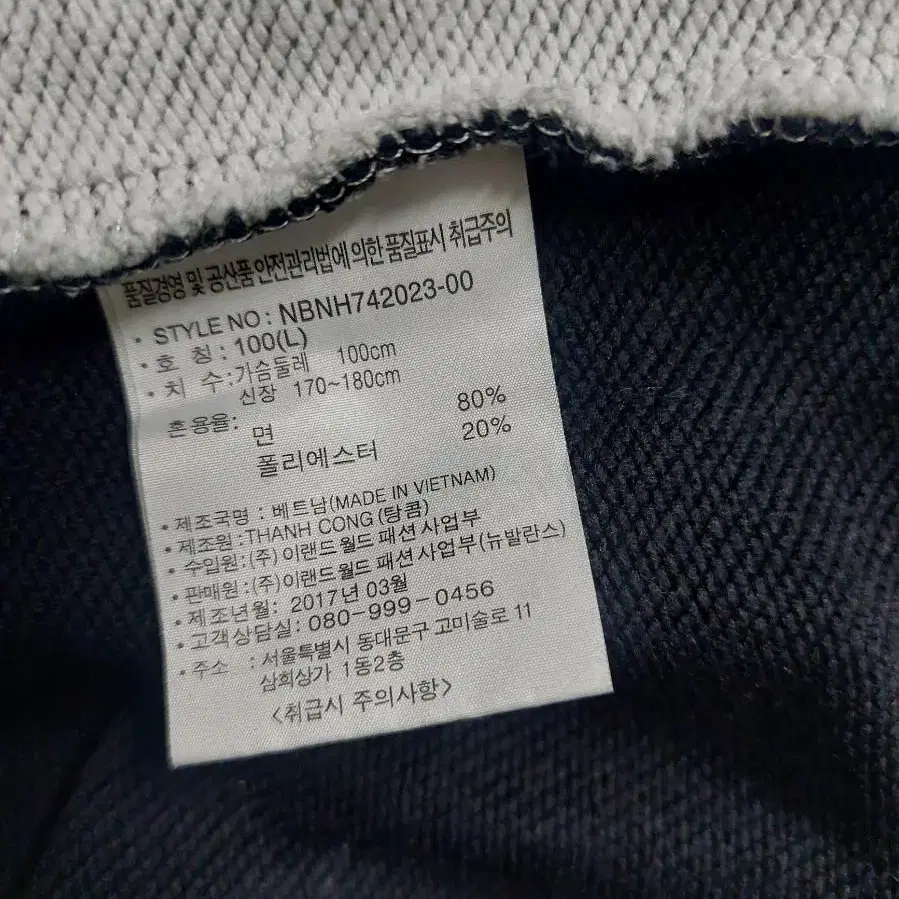 품질경영 및 공산품 안전관리법에 의한 품질표시 취급주의
• STYLE NO : NBNH742023-00
• 호 칭 : 100(L)
• 치 수 : 가슴둘레 100cm
신장 170~180cm
혼용율: 면 80%
폴리에스터 20%
• 제조국명 : 베트남(MADE IN VIETNAM)
• 제조원 : THANH CONG (탕콤)
• 수입원 : (주)이랜드월드 패션사업부
• 판매원 : (주)이랜드월드 패션사업부(뉴발란스)
• 제조년월: 2017년 03월
• 고객상담실: 080-999-0456
• 주소 : 서울특별시 동대문구 고미술로 11
삼희상가 1동2층
<취급시 주의사항>